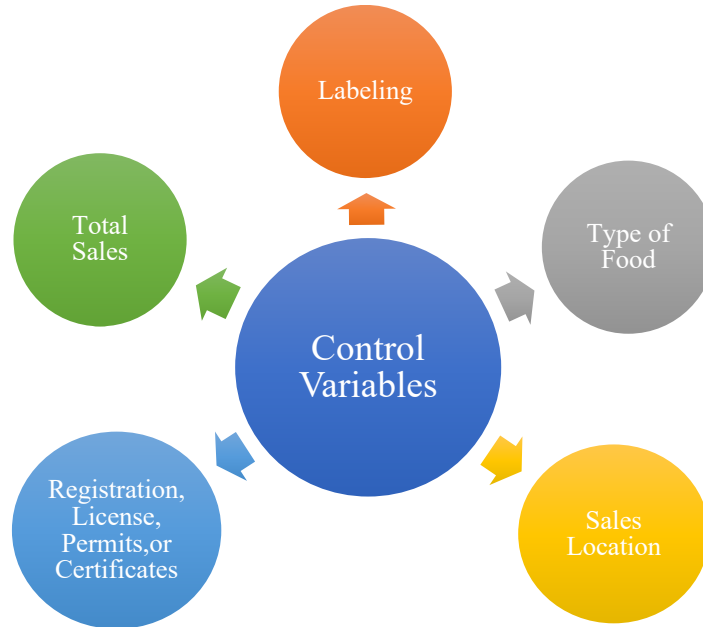 Labeling
Total
Sales
Type of
Food
Control
Variables
Registration,
License,
Permits,or
Certificates
Sales
Location